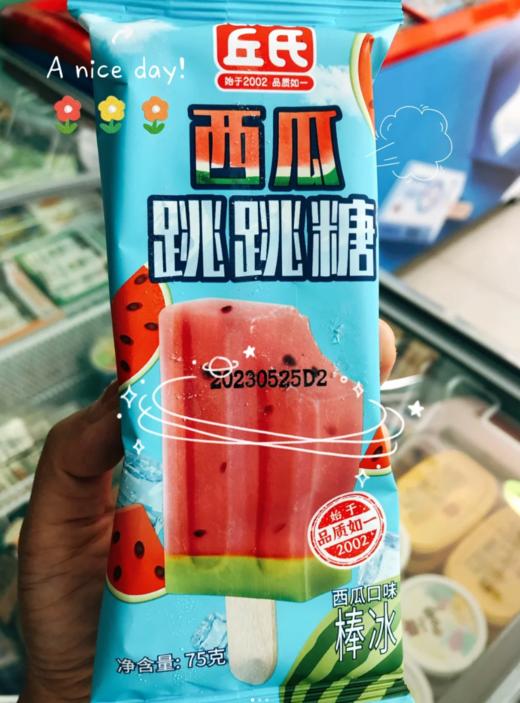 丘氏
始于2002 品质如一
A nice day!
西瓜
跳跳糖
20230525D2
始于
品质如一
2002
西瓜口味
棒冰
净含量: 75克